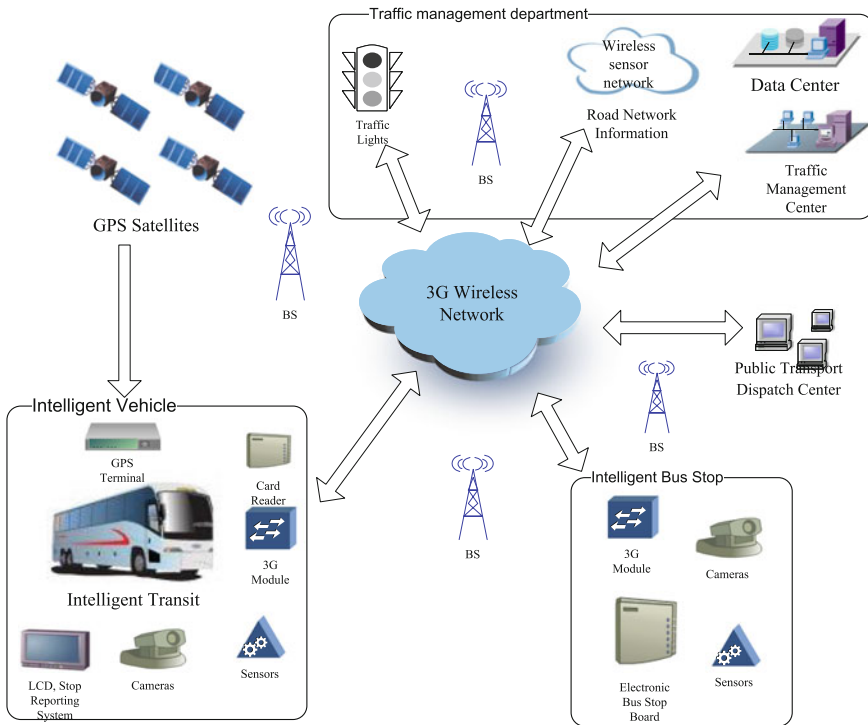 Traffic management department
Wireless
sensor
network
Data Center
Traffic
Lights
Road Network
Information
BS
Traffic
Management
Center
GPS Satellites
BS
3G Wireless
Network
Public Transport
Dispatch Center
BS
Intelligent Vehicle
GPS
Terminal
Card
Reader
3G
Module
Intelligent Transit
LCD, Stop
Reporting
System
Cameras
Sensors
BS
Intelligent Bus Stop
3G
Module
Cameras
Electronic
Bus Stop
Board
Sensors